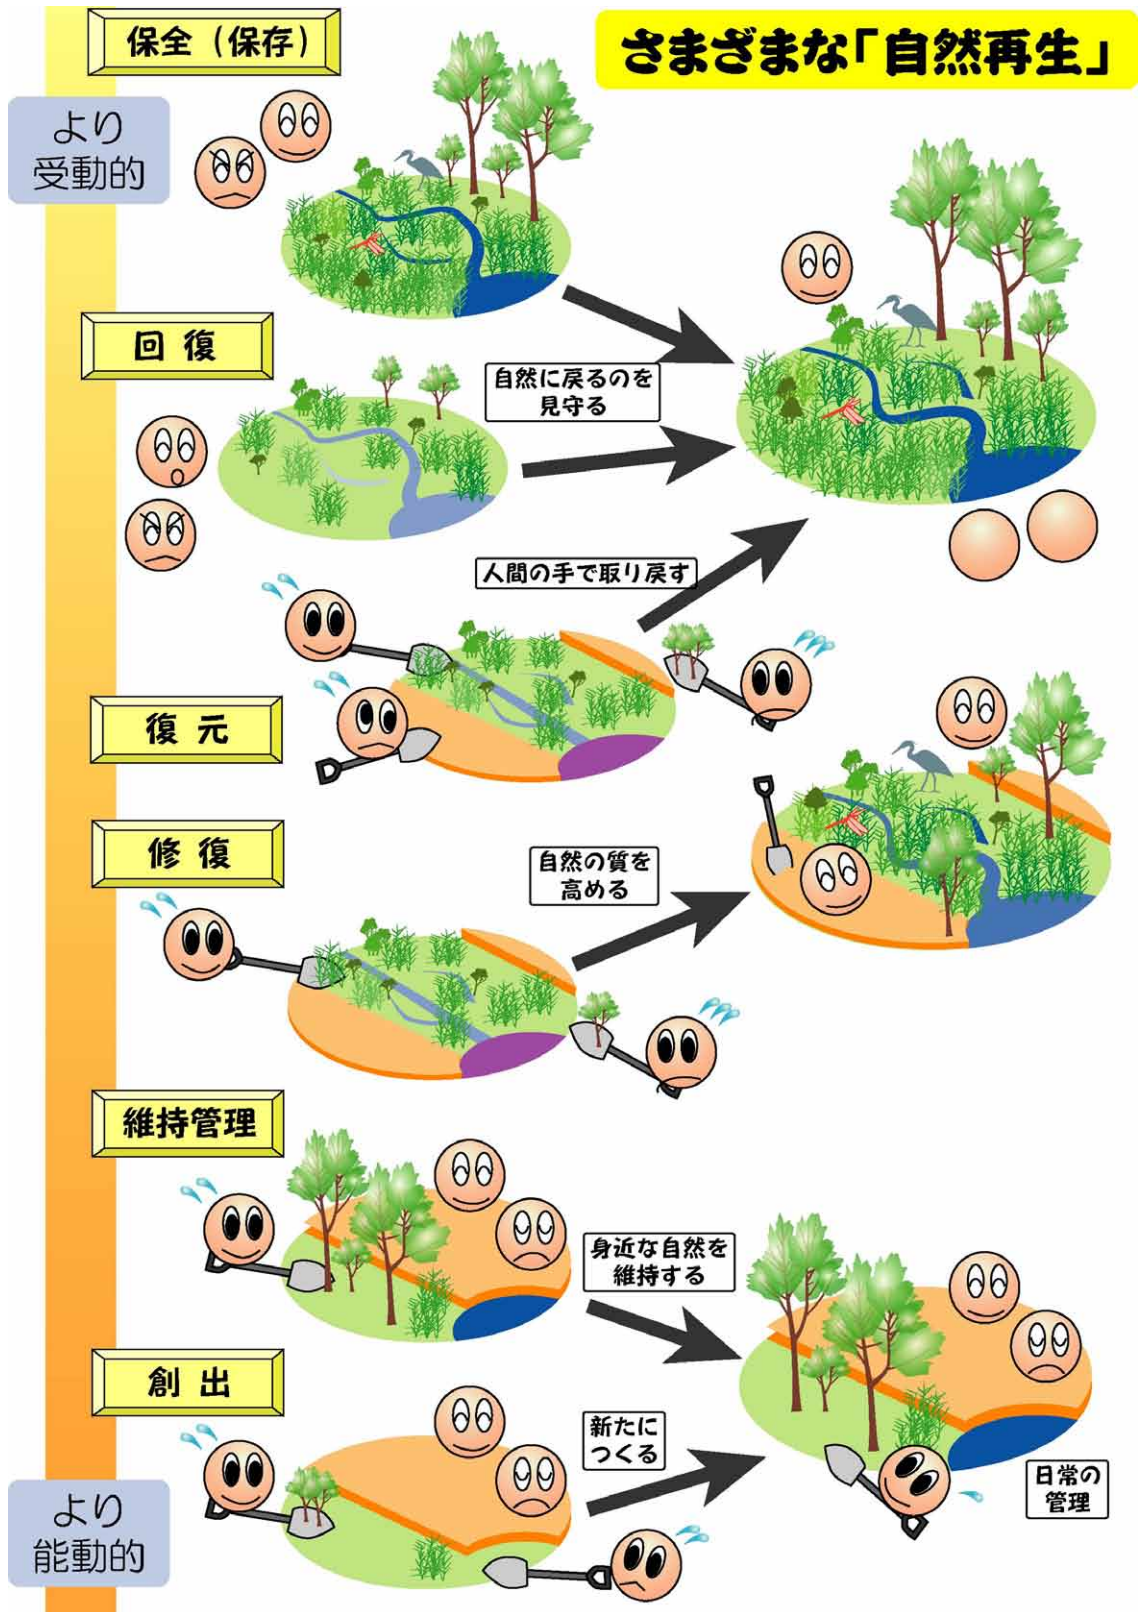 さまざまな「自然再生」
保全（保存）
より
受動的
回復
自然に戻るのを
見守る
人間の手で取り戻す
復元
修復
自然の質を
高める
維持管理
身近な自然を
維持する
創出
新たに
つくる
日常の
管理
より
能動的